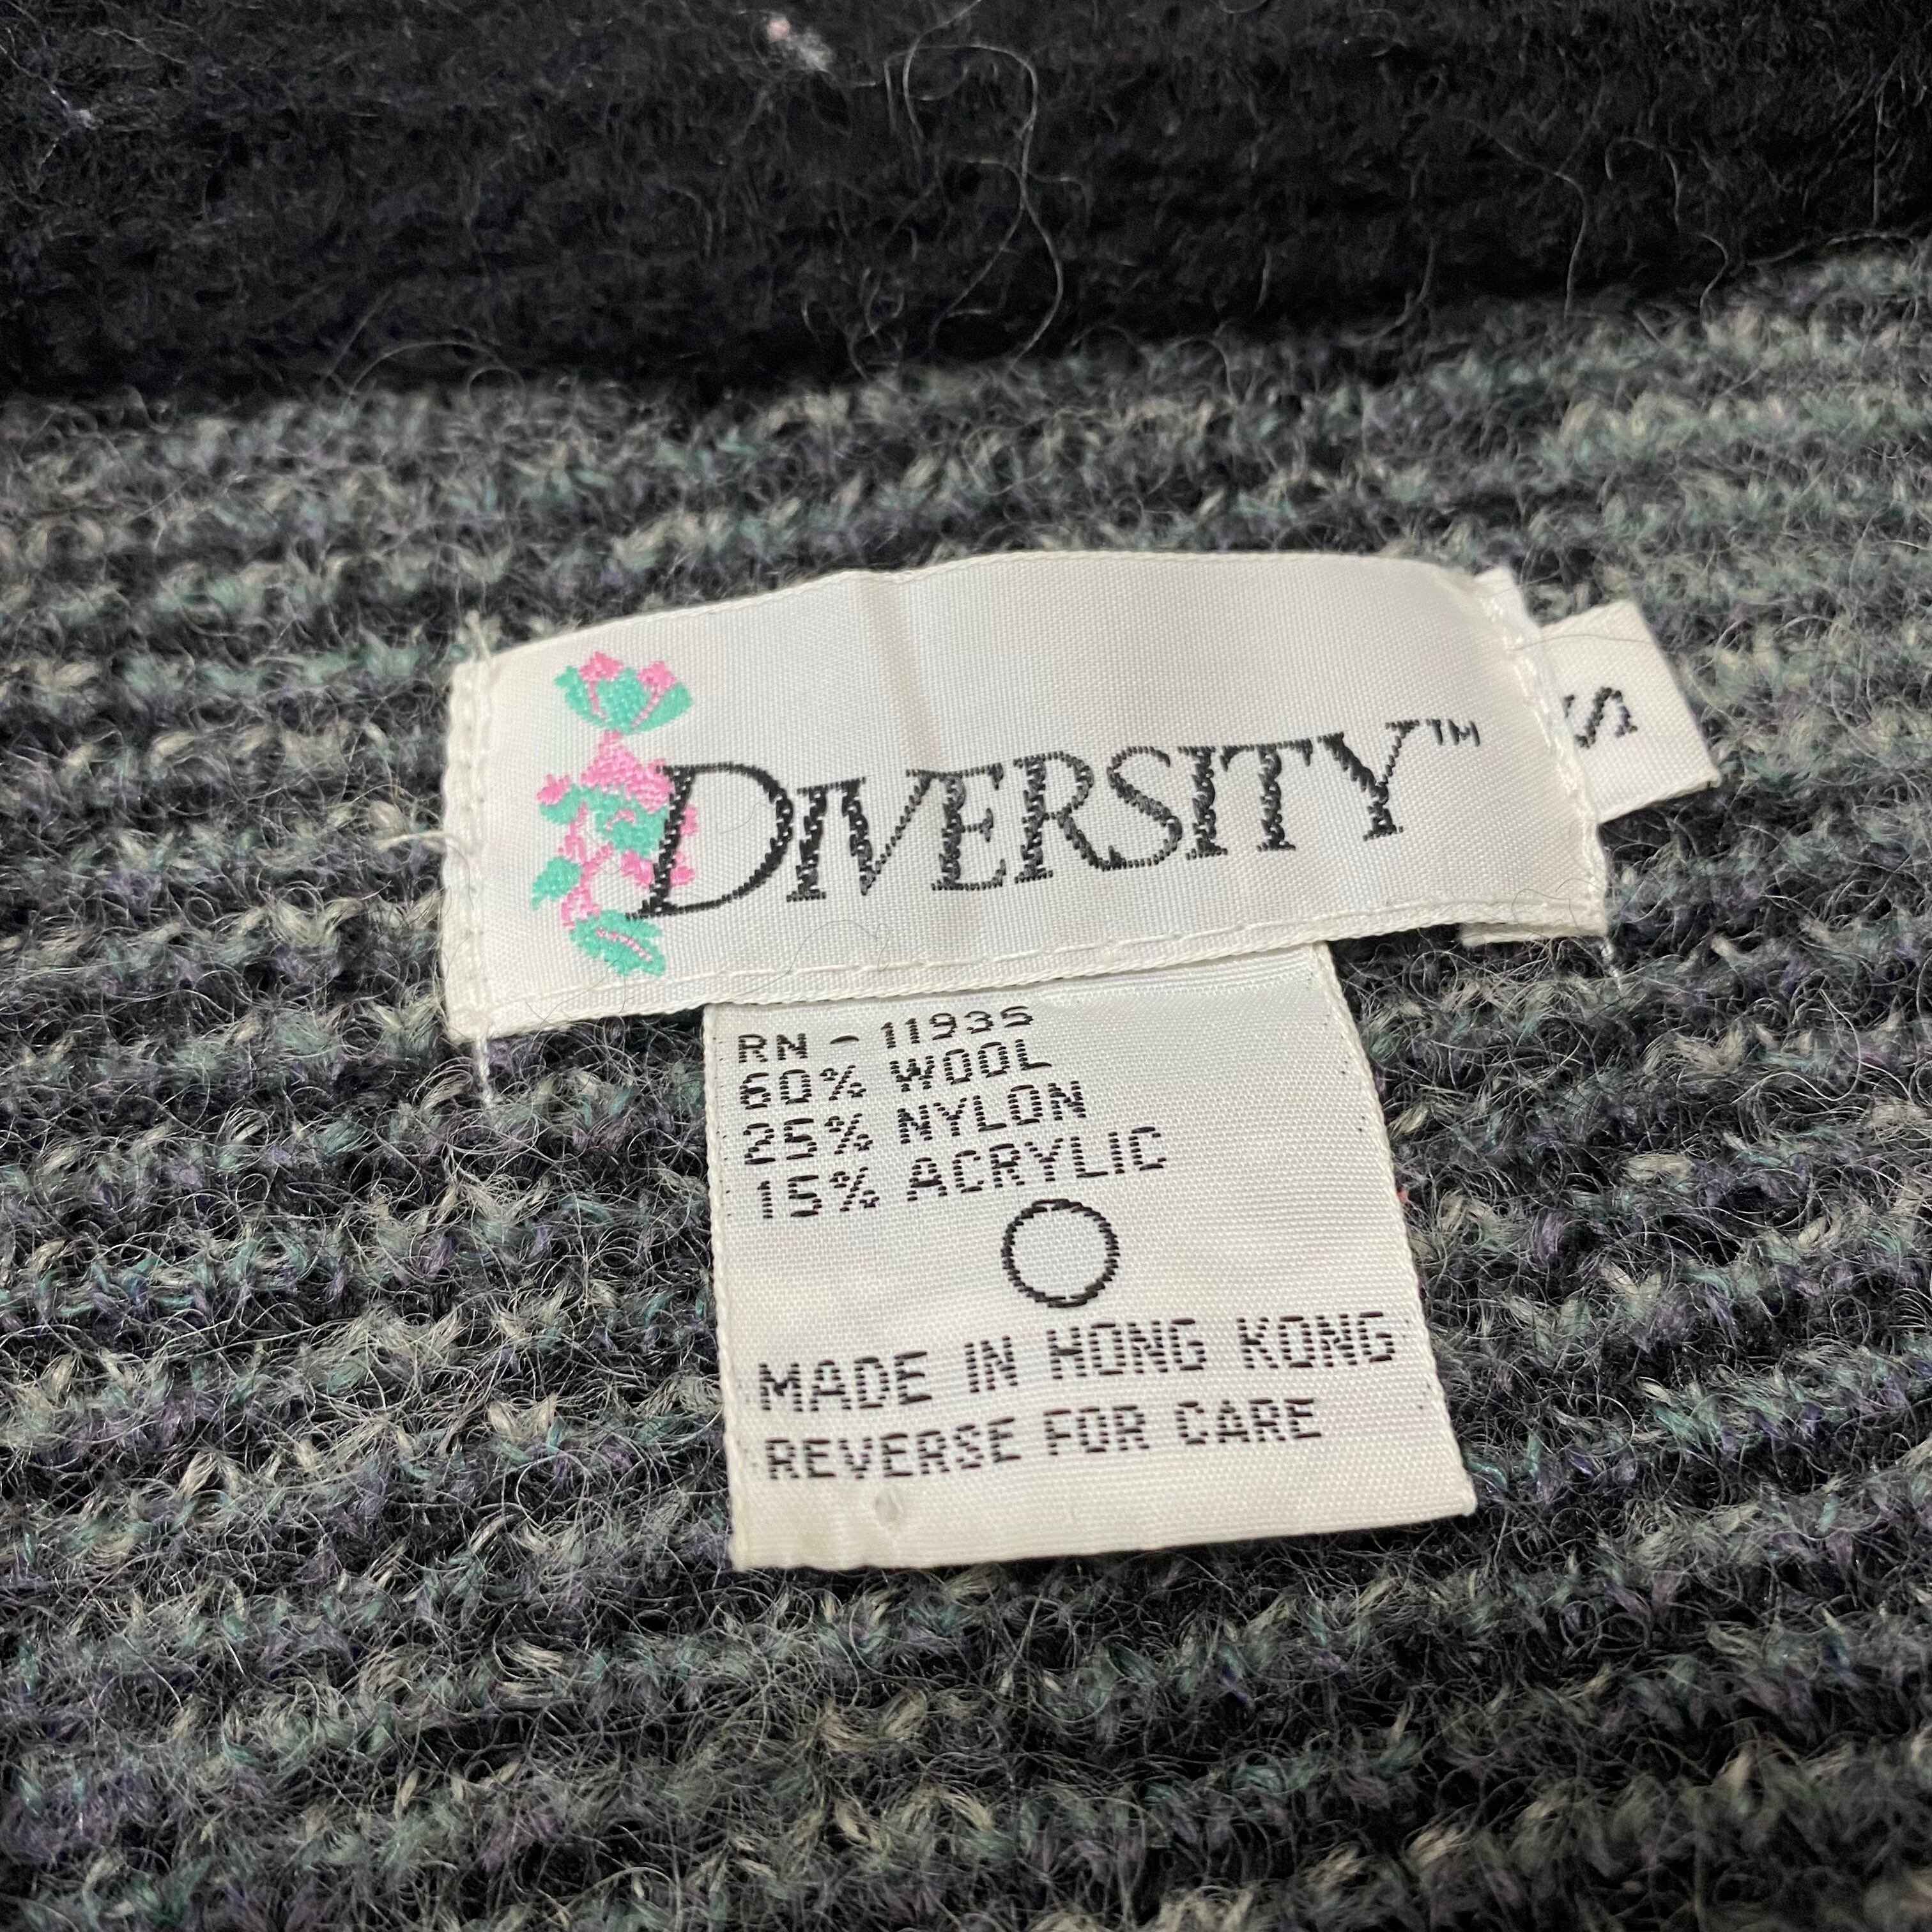 DIVERSITY™
S
RN - 11935
60% WOOL
25% NYLON
15% ACRYLIC
MADE IN HONG KONG
REVERSE FOR CARE